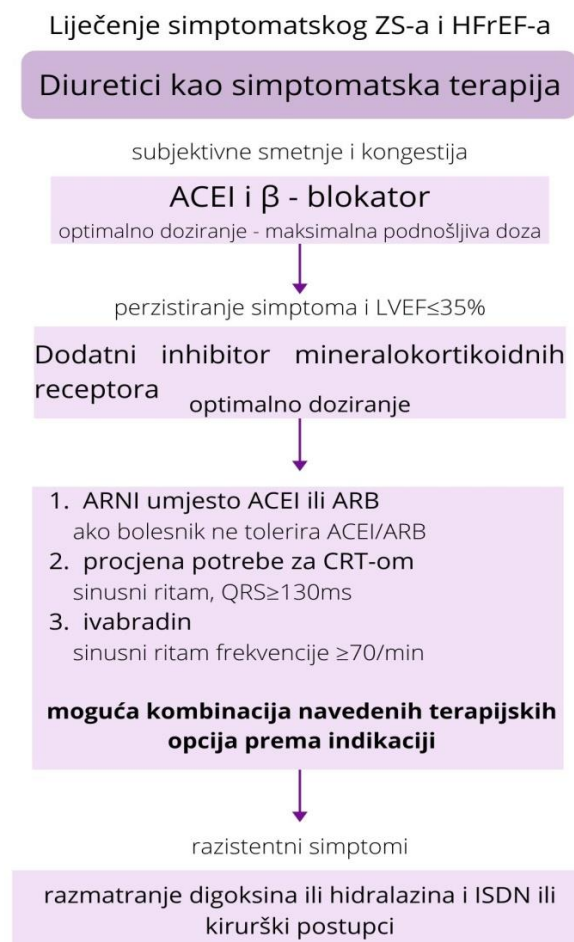 Liječenje simptomatskog ZS-a i HFrEF-a
Diuretici kao simptomatska terapija
subjektivne smetnje i kongestija
ACEI i β - blokator
optimalno doziranje - maksimalna podnošljiva doza
perzistiranje simptoma i LVEF≤35%
Dodatni inhibitor mineralokortikoidnih
receptora
optimalno doziranje
1. ARNI umjesto ACEI ili ARB
ako bolesnik ne tolerira ACEI/ARB
2. procjena potrebe za CRT-om
sinusni ritam, QRS≥130ms
3. ivabradin
sinusni ritam frekvencije ≥70/min
moguća kombinacija navedenih terapijskih
opcija prema indikaciji
razistentni simptomi
razmatranje digoksina ili hidralazina i ISDN ili
kirurški postupci